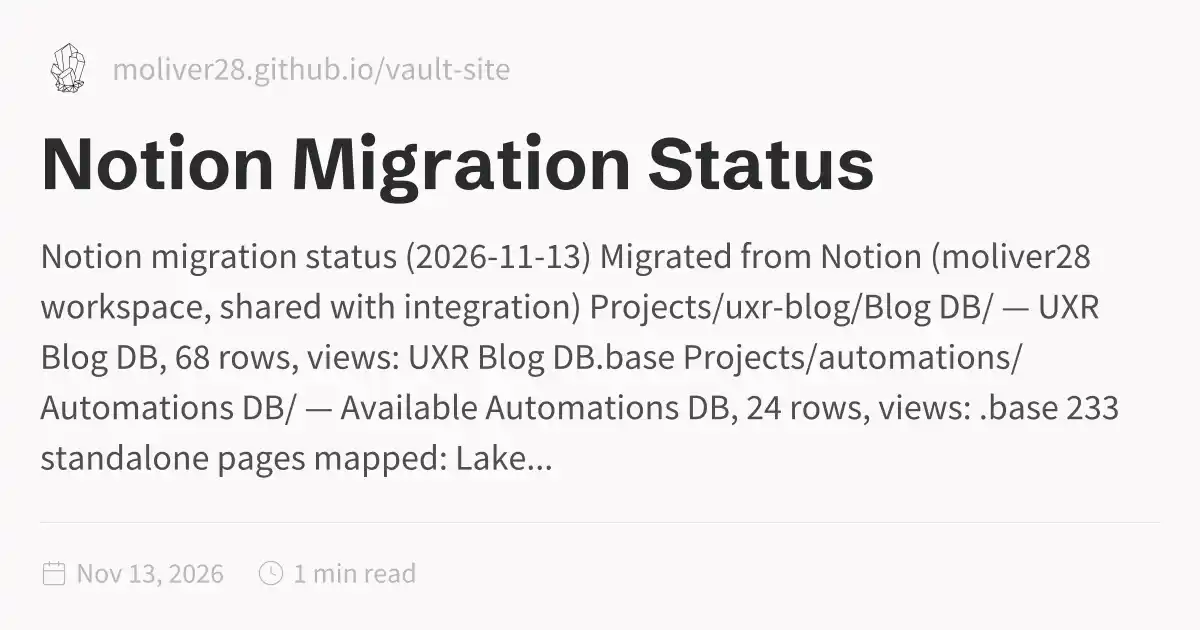 moliver28.github.io/vault-site
Notion Migration Status
Notion migration status (2026-11-13) Migrated from Notion (moliver28
workspace, shared with integration) Projects/uxr-blog/Blog DB/ — UXR
Blog DB, 68 rows, views: UXR Blog DB.base Projects/automations/
Automations DB/ — Available Automations DB, 24 rows, views: .base 233
standalone pages mapped: Lake...
Nov 13, 2026 1 min read